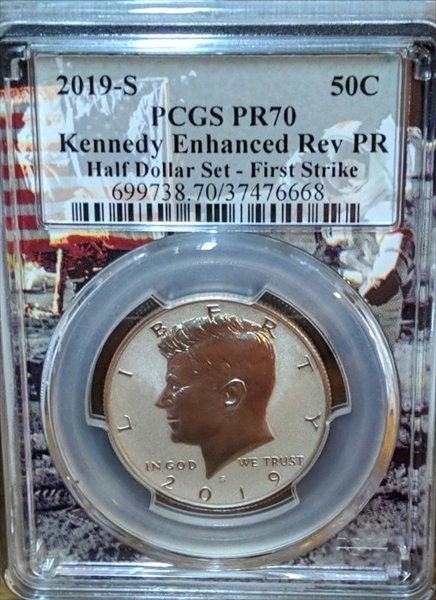 2019-S 50C
PCGS PR70
Kennedy Enhanced Rev PR
Half Dollar Set - First Strike
699738.70/37476668
LIBERTY
IN GOD WE TRUST
S
2019